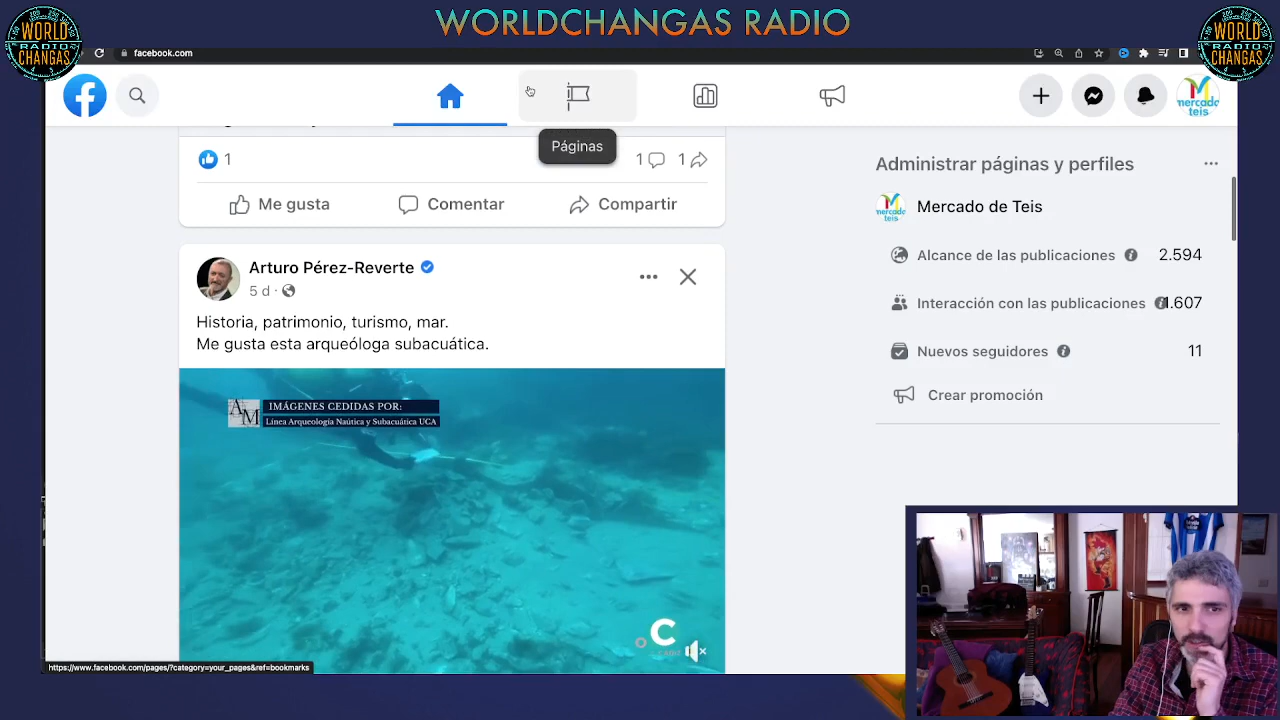 WORLDCHANGAS RADIO
WORLD
RADIO
CHANGAS
WORLD
RADIO
CHANGAS
facebook.com
mercado
teis
Páginas
1
1
1
Me gusta
Comentar
Compartir
Administrar páginas y perfiles
mercado
teis
Mercado de Teis
Alcance de las publicaciones
2.594
Interacción con las publicaciones
1.607
Nuevos seguidores
11
Crear promoción
Arturo Pérez-Reverte
5 d ·
Historia, patrimonio, turismo, mar.
Me gusta esta arqueóloga subacuática.
AM
IMÁGENES CEDIDAS POR:
Línea Arqueología Naútica y Subacuática UCA
C
https://www.facebook.com/pages/?category=your_pages&ref=bookmarks